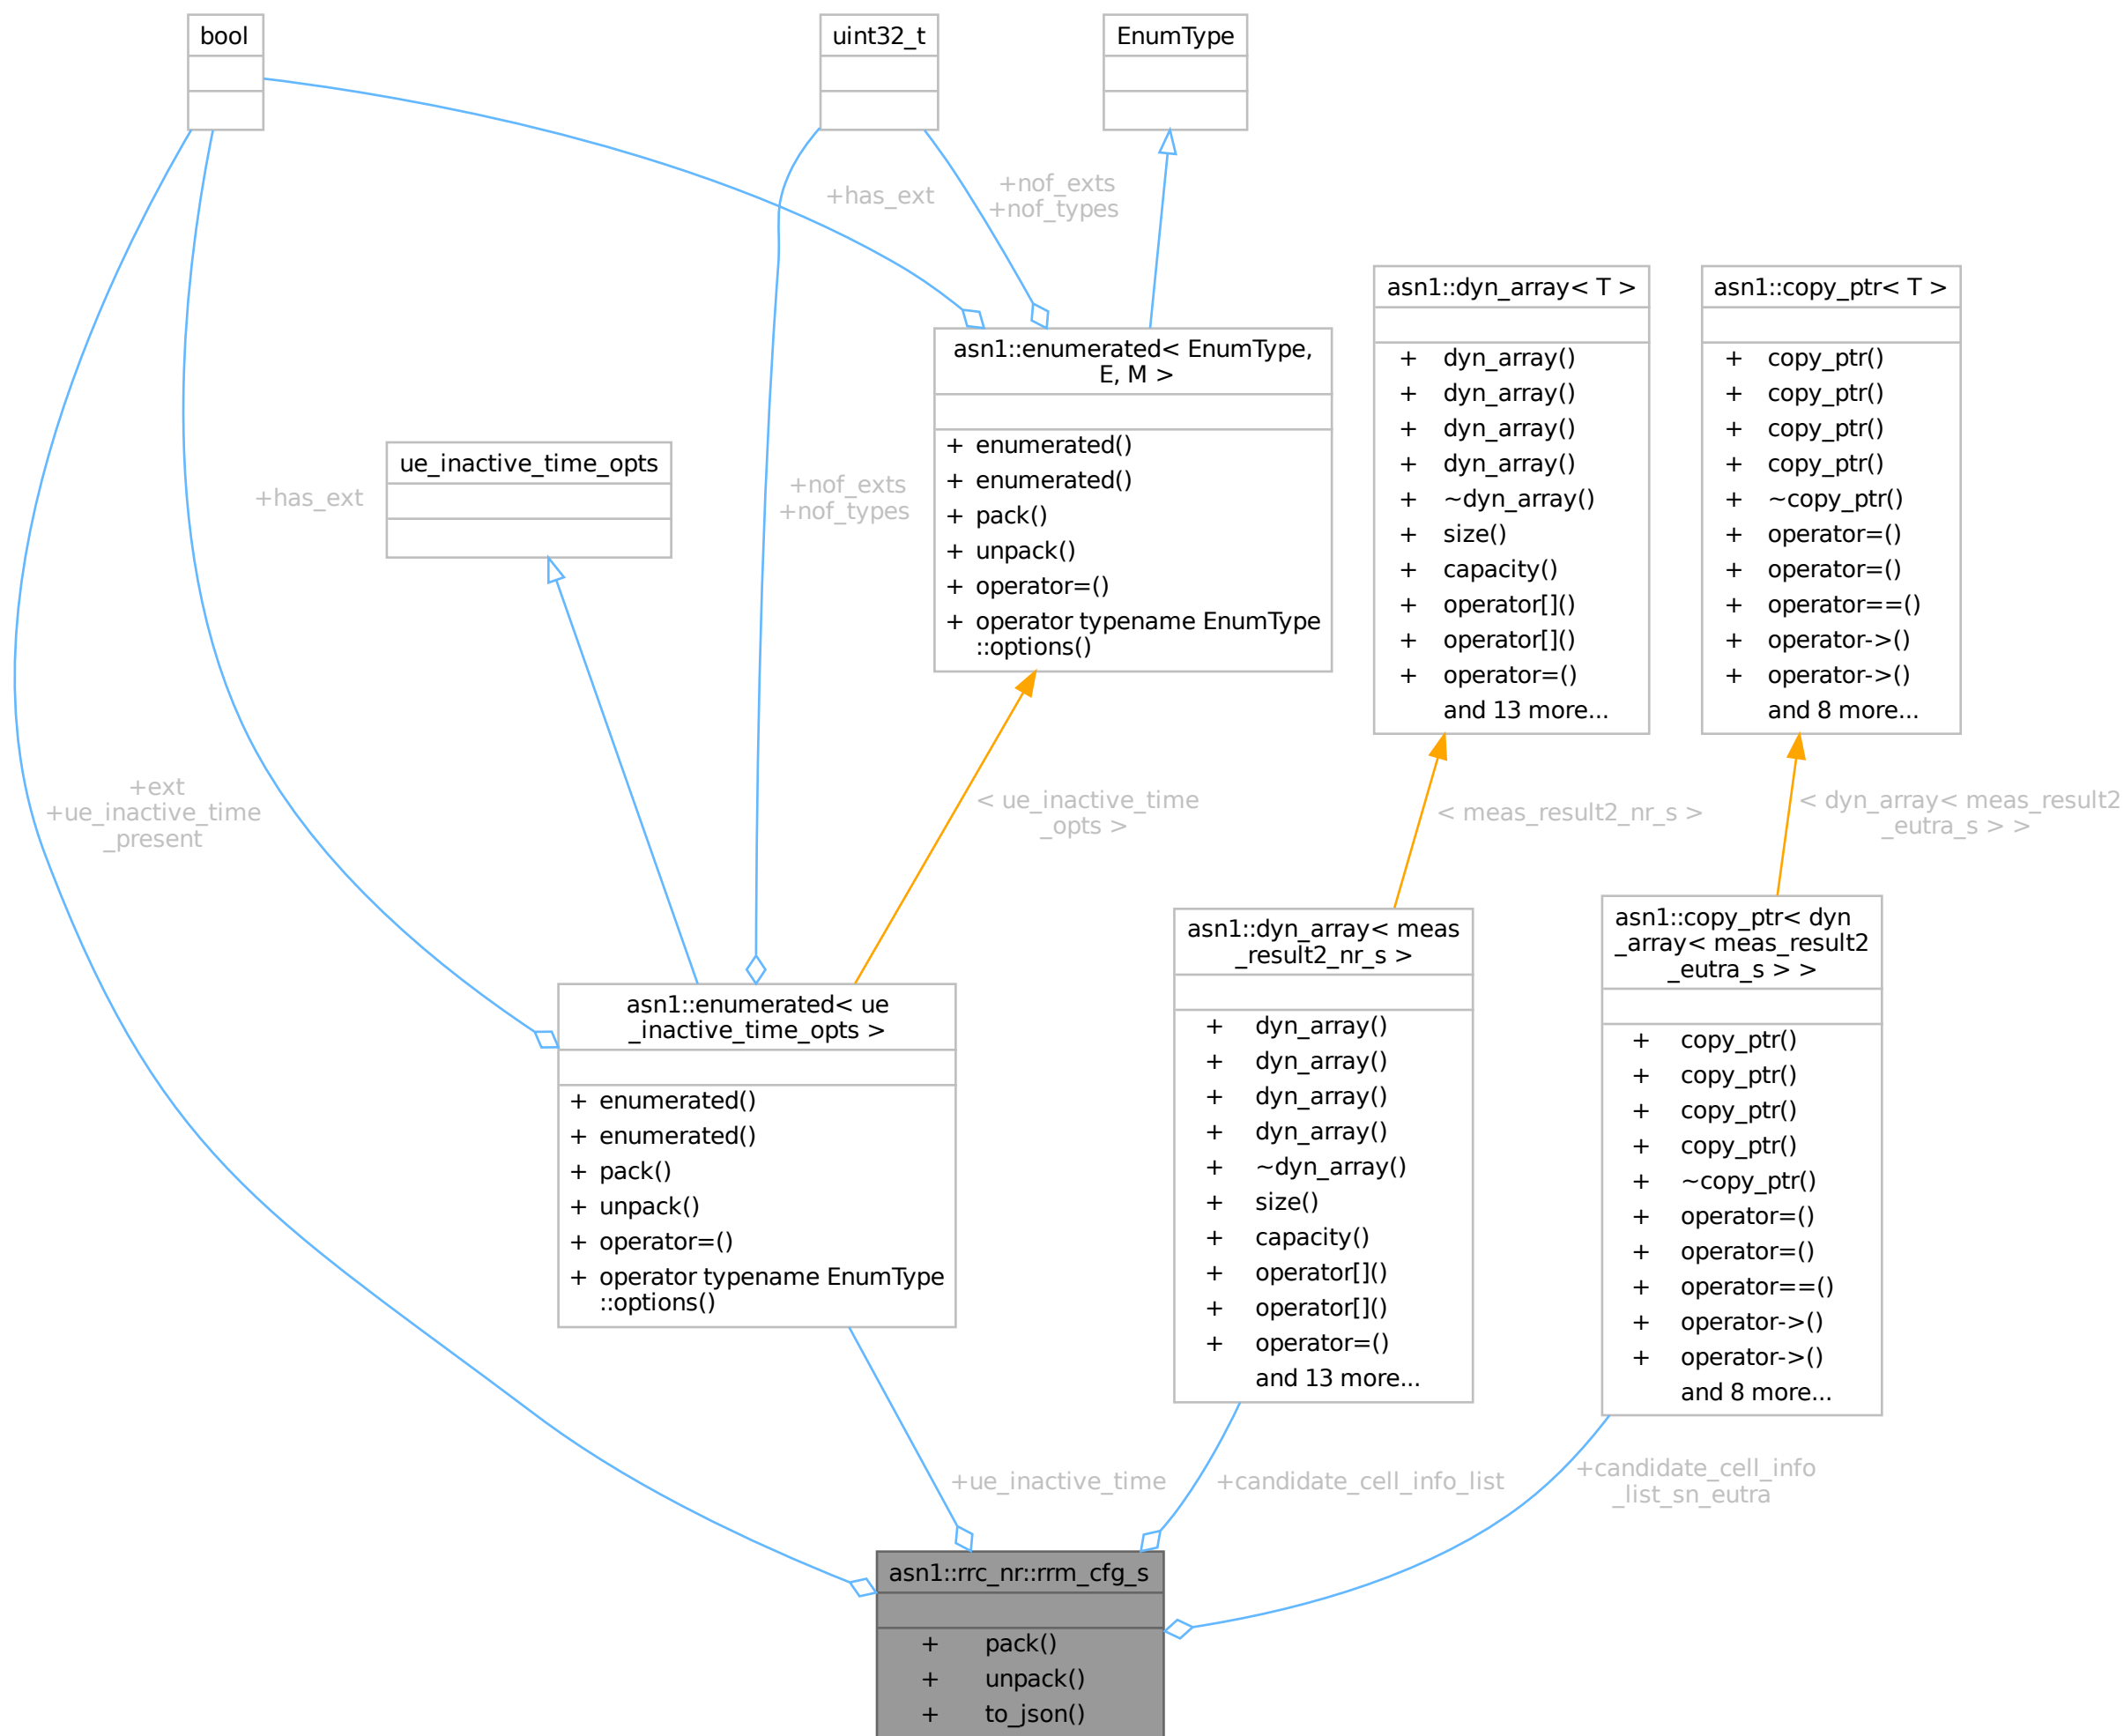 bool
uint32_t
EnumType
+has_ext
+nof_exts
+nof_types
asn1::dyn_array< T >
+ dyn_array()
+ dyn_array()
+ dyn_array()
+ dyn_array()
+ ~dyn_array()
+ size()
+ capacity()
+ operator[]()
+ operator[]()
+ operator=()
and 13 more...
asn1::copy_ptr< T >
+ copy_ptr()
+ copy_ptr()
+ copy_ptr()
+ copy_ptr()
+ ~copy_ptr()
+ operator=()
+ operator=()
+ operator==()
+ operator->()
+ operator->()
and 8 more...
asn1::enumerated< EnumType,
E, M >
+ enumerated()
+ enumerated()
+ pack()
+ unpack()
+ operator=()
+ operator typename EnumType
::options()
ue_inactive_time_opts
+has_ext
+nof_exts
+nof_types
+ext
+ue_inactive_time
_present
< ue_inactive_time
_opts >
< meas_result2_nr_s >
< dyn_array< meas_result2
_eutra_s > >
asn1::enumerated< ue
_inactive_time_opts >
+ enumerated()
+ enumerated()
+ pack()
+ unpack()
+ operator=()
+ operator typename EnumType
::options()
asn1::dyn_array< meas
_result2_nr_s >
+ dyn_array()
+ dyn_array()
+ dyn_array()
+ dyn_array()
+ ~dyn_array()
+ size()
+ capacity()
+ operator[]()
+ operator[]()
+ operator=()
and 13 more...
asn1::copy_ptr< dyn
_array< meas_result2
_eutra_s > >
+ copy_ptr()
+ copy_ptr()
+ copy_ptr()
+ copy_ptr()
+ ~copy_ptr()
+ operator=()
+ operator=()
+ operator==()
+ operator->()
+ operator->()
and 8 more...
+ue_inactive_time
+candidate_cell_info_list
+candidate_cell_info
_list_sn_eutra
asn1::rrc_nr::rrm_cfg_s
+ pack()
+ unpack()
+ to_json()